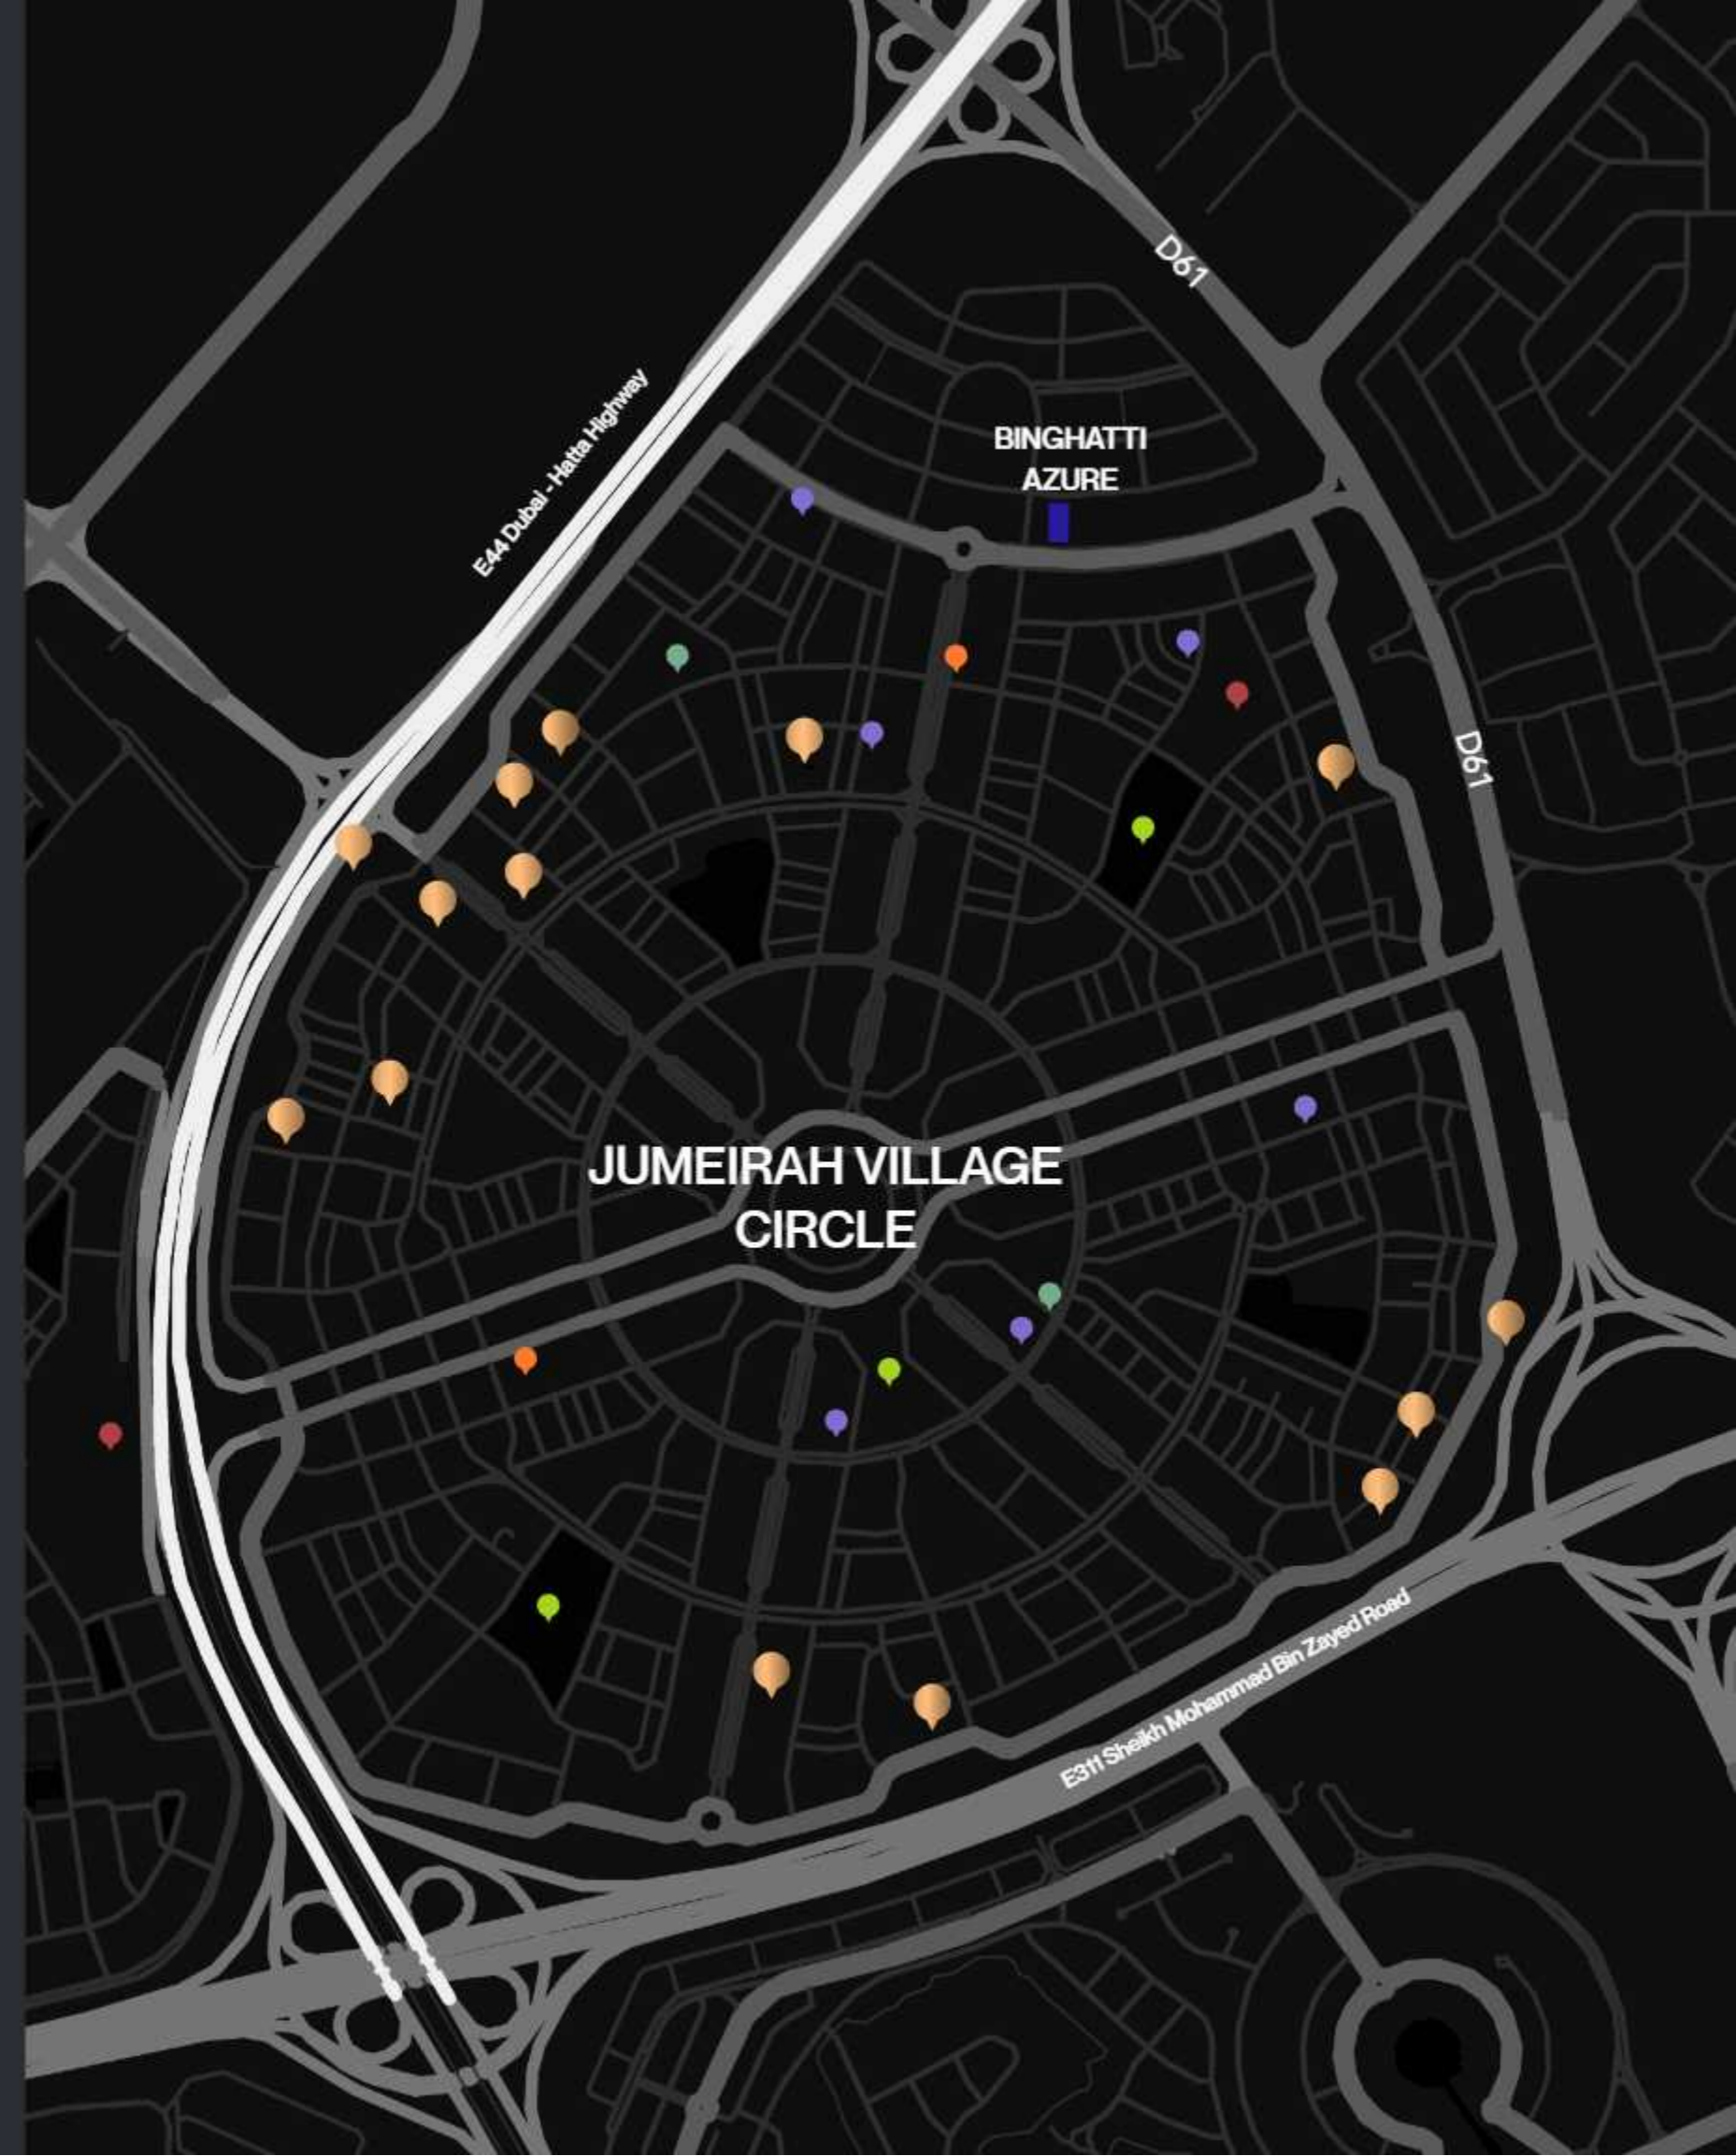 D61
E44 Dubai - Hatta Highway
BINGHATTI
AZURE
D61
JUMEIRAH VILLAGE
CIRCLE
E311 Sheikh Mohammad Bin Zayed Road